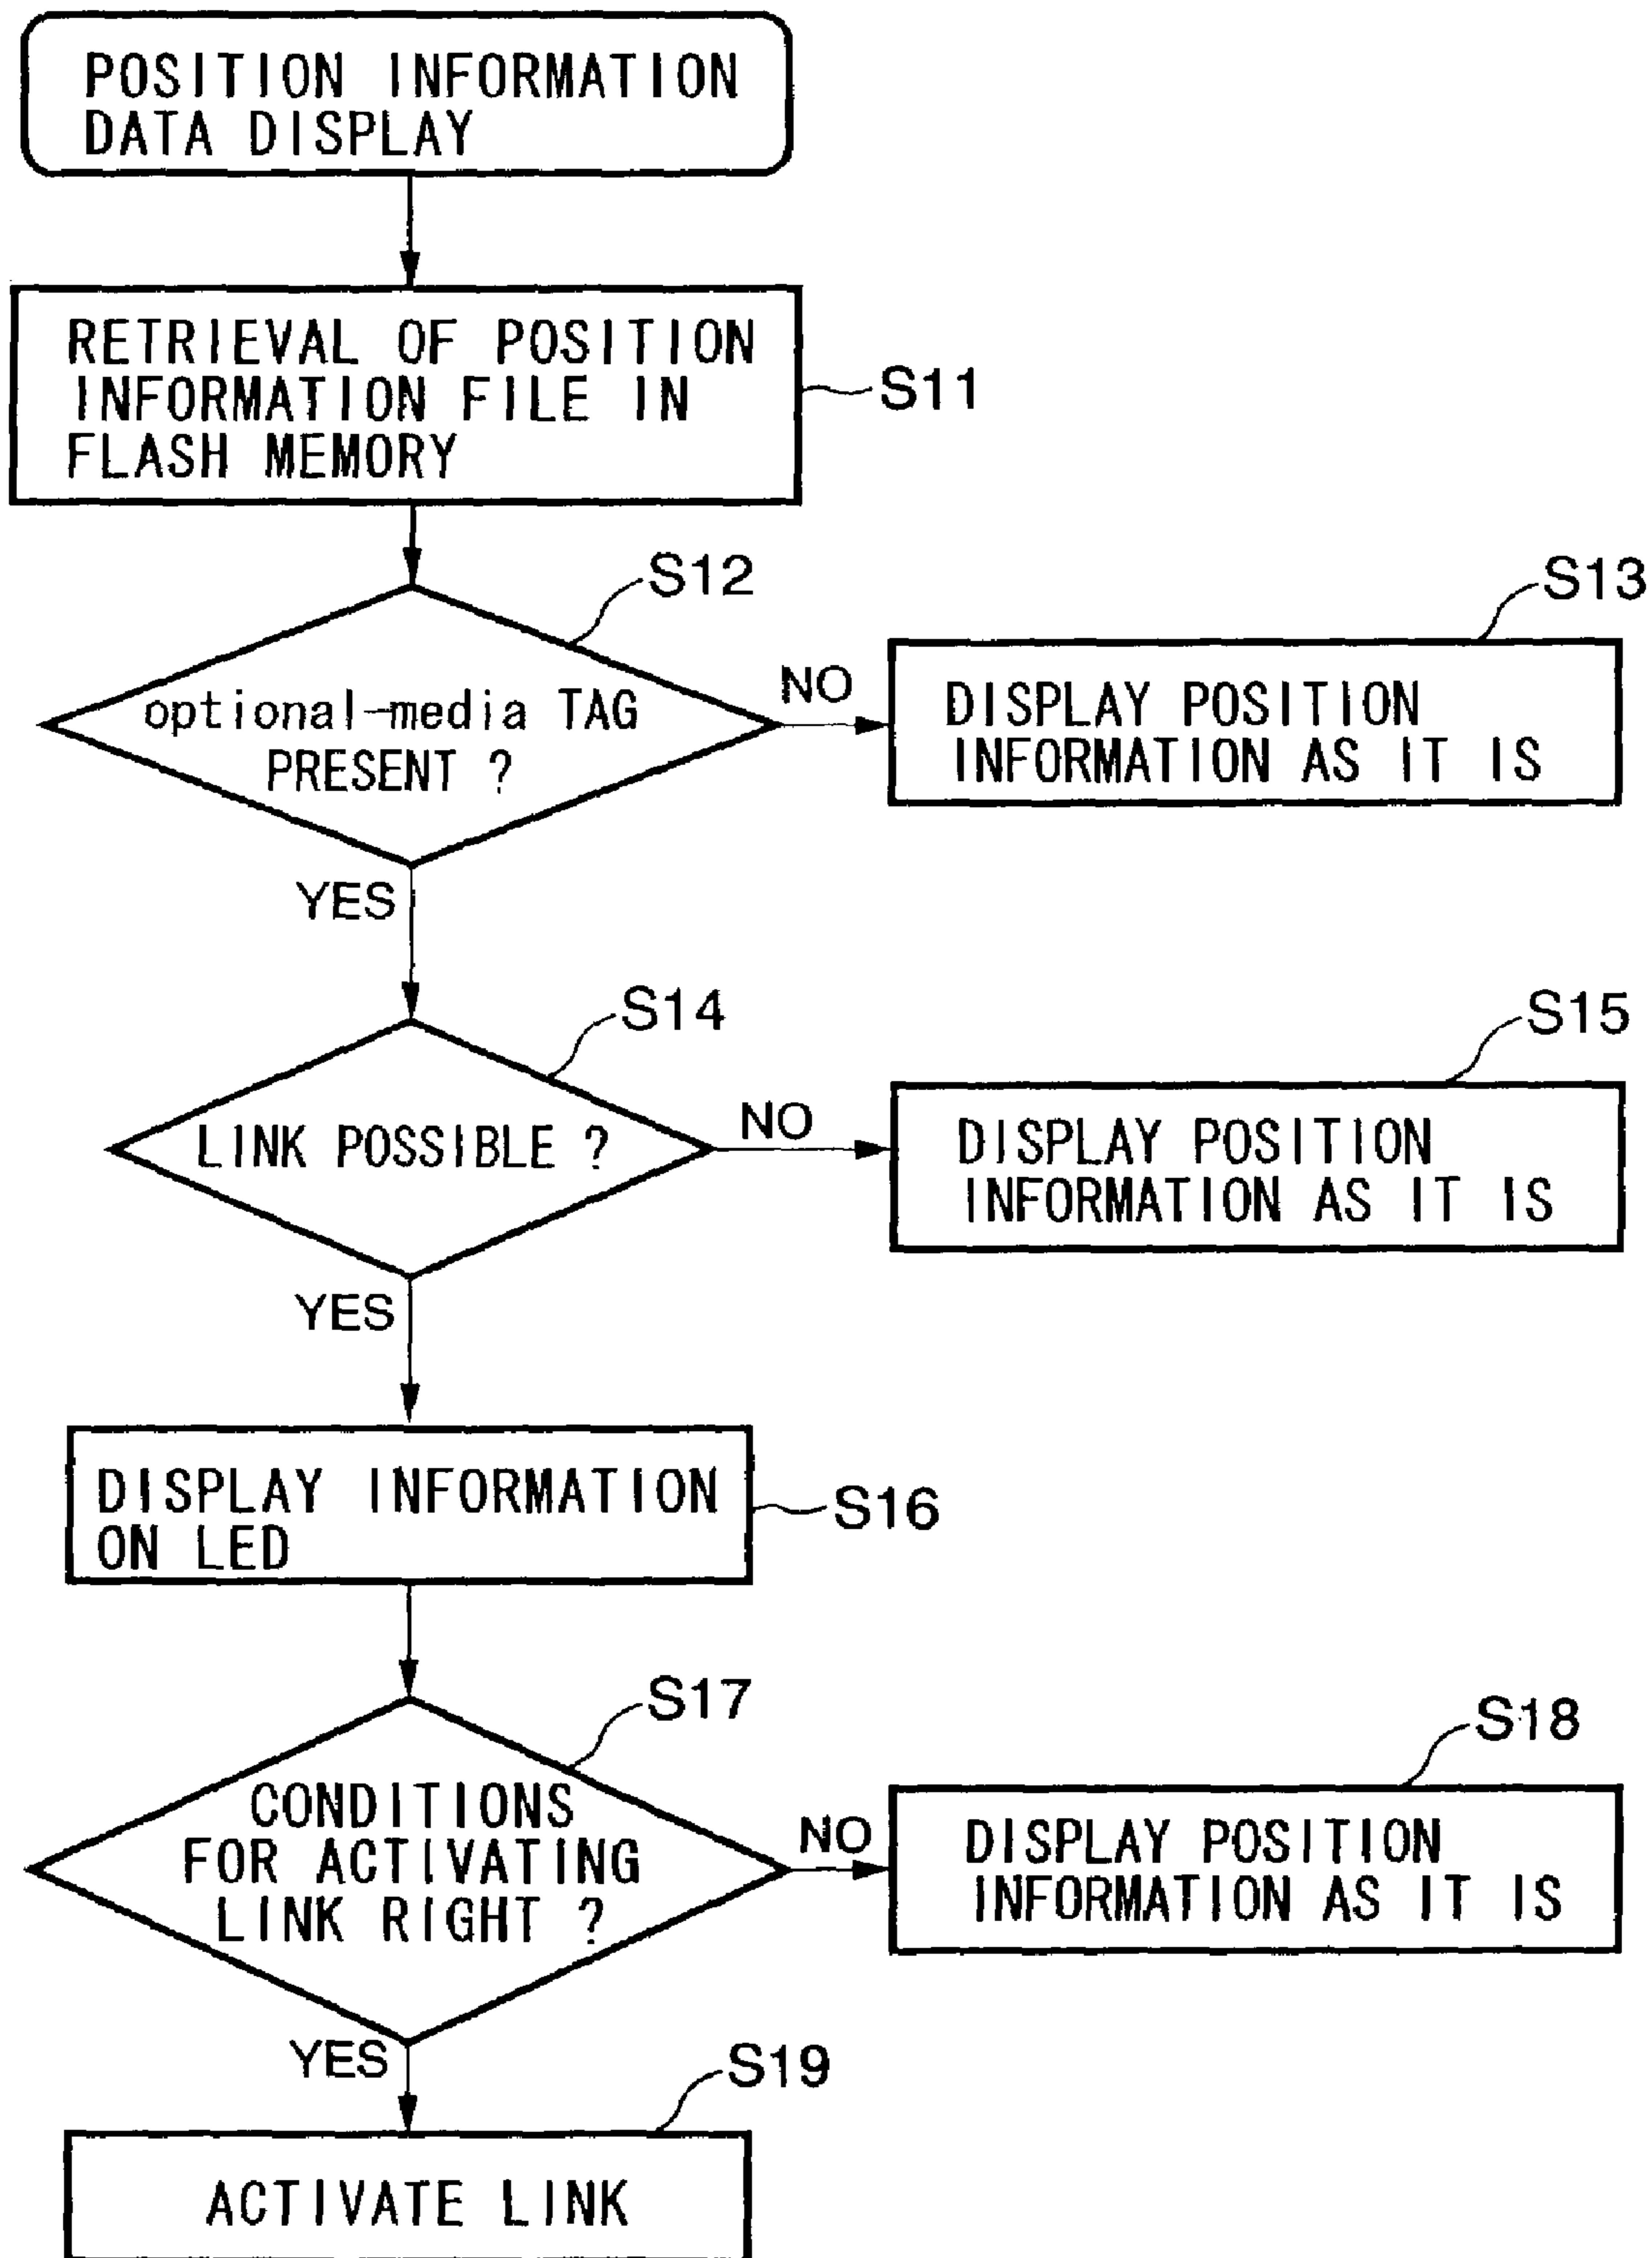 POSITION INFORMATION
DATA DISPLAY
RETRIEVAL OF POSITION
INFORMATION FILE IN
FLASH MEMORY
S11
S12
optional-media TAG
PRESENT ?
NO
S13
DISPLAY POSITION
INFORMATION AS IT IS
YES
S14
LINK POSSIBLE ?
NO
S15
DISPLAY POSITION
INFORMATION AS IT IS
YES
DISPLAY INFORMATION
ON LED
S16
S17
CONDITIONS
FOR ACTIVATING
LINK RIGHT ?
NO
S18
DISPLAY POSITION
INFORMATION AS IT IS
YES
S19
ACTIVATE LINK